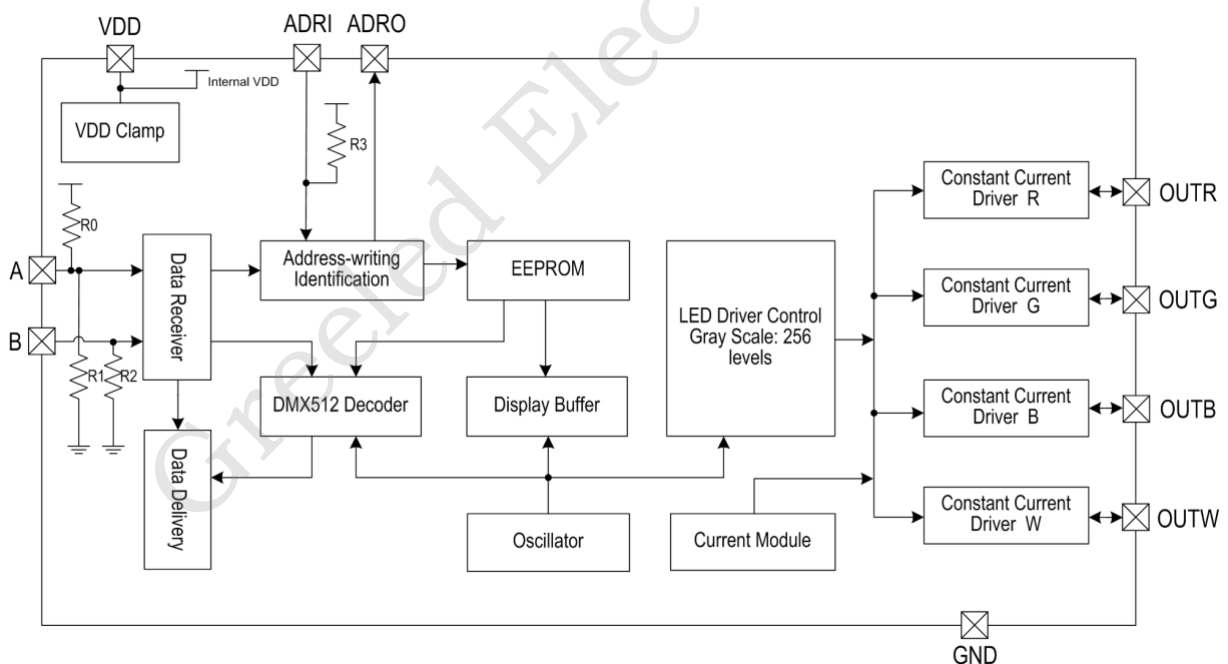 VDD
ADRI
ADRO
Internal VDD
VDD Clamp
R3
R0
Constant Current
Driver R
OUTR
A
Data Receiver
Address-writing
Identification
EEPROM
LED Driver Control
Gray Scale: 256
levels
Constant Current
Driver G
OUTG
B
R1
R2
DMX512 Decoder
Display Buffer
Constant Current
Driver B
OUTB
Data Delivery
Oscillator
Current Module
Constant Current
Driver W
OUTW
GND
Greeled Elec